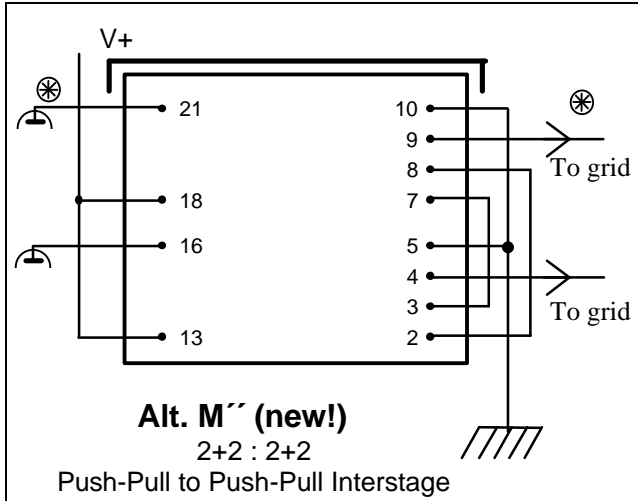 V+
21 10
9
To grid
8
18 7
16 5
4
To grid
3
13 2
Alt. M´´ (new!)
2+2 : 2+2
Push-Pull to Push-Pull Interstage